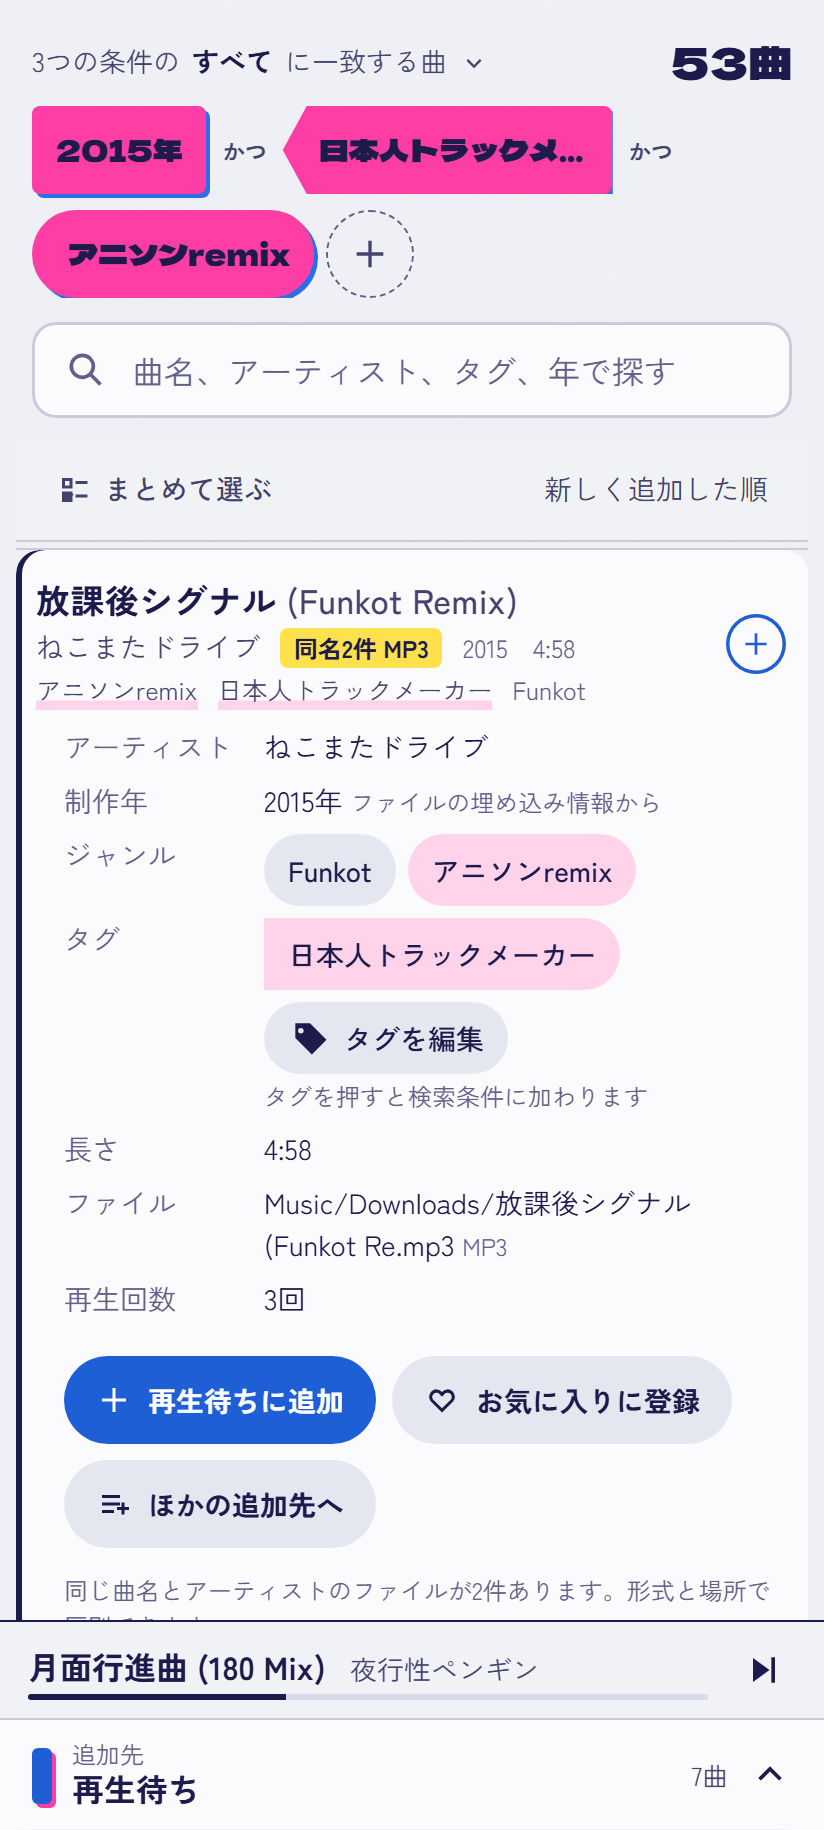 3つの条件の すべて に一致する曲
53曲
2015年 かつ 日本人トラックメ... かつ
アニソンremix
曲名、アーティスト、タグ、年で探す
まとめて選ぶ 新しく追加した順
放課後シグナル (Funkot Remix)
ねこまたドライブ 同名2件 MP3 2015 4:58
アニソンremix 日本人トラックメーカー Funkot
アーティスト ねこまたドライブ
制作年 2015年 ファイルの埋め込み情報から
ジャンル Funkot アニソンremix
タグ 日本人トラックメーカー
タグを編集
タグを押すと検索条件に加わります
長さ 4:58
ファイル Music/Downloads/放課後シグナル
(Funkot Re.mp3 MP3
再生回数 3回
再生待ちに追加 お気に入りに登録
ほかの追加先へ
同じ曲名とアーティストのファイルが2件あります。形式と場所で
月面行進曲 (180 Mix) 夜行性ペンギン
追加先
再生待ち 7曲